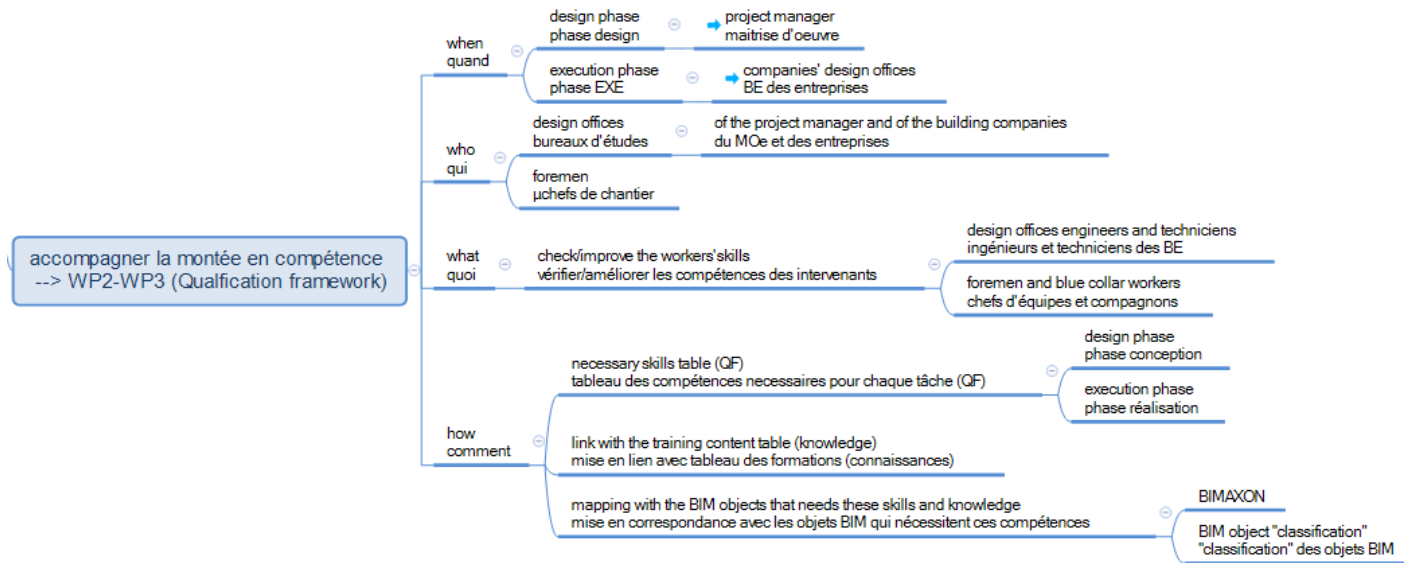 accompagner la montée en compétence
--> WP2-WP3 (Qualfication framework)
when
quand
design phase
phase design
project manager
maitrise d'oeuvre
execution phase
phase EXE
companies' design offices
BE des entreprises
who
qui
design offices
bureaux d'études
of the project manager and of the building companies
du MOe et des entreprises
foremen
µchefs de chantier
what
quoi
check/improve the workers'skills
vérifier/améliorer les compétences des intervenants
design offices engineers and techniciens
ingénieurs et techniciens des BE
foremen and blue collar workers
chefs d'équipes et compagnons
how
comment
necessary skills table (QF)
tableau des compétences necessaires pour chaque tâche (QF)
design phase
phase conception
execution phase
phase réalisation
link with the training content table (knowledge)
mise en lien avec tableau des formations (connaissances)
mapping with the BIM objects that needs these skills and knowledge
mise en correspondance avec les objets BIM qui nécessitent ces compétences
BIMAXON
BIM object "classification"
"classification" des objets BIM